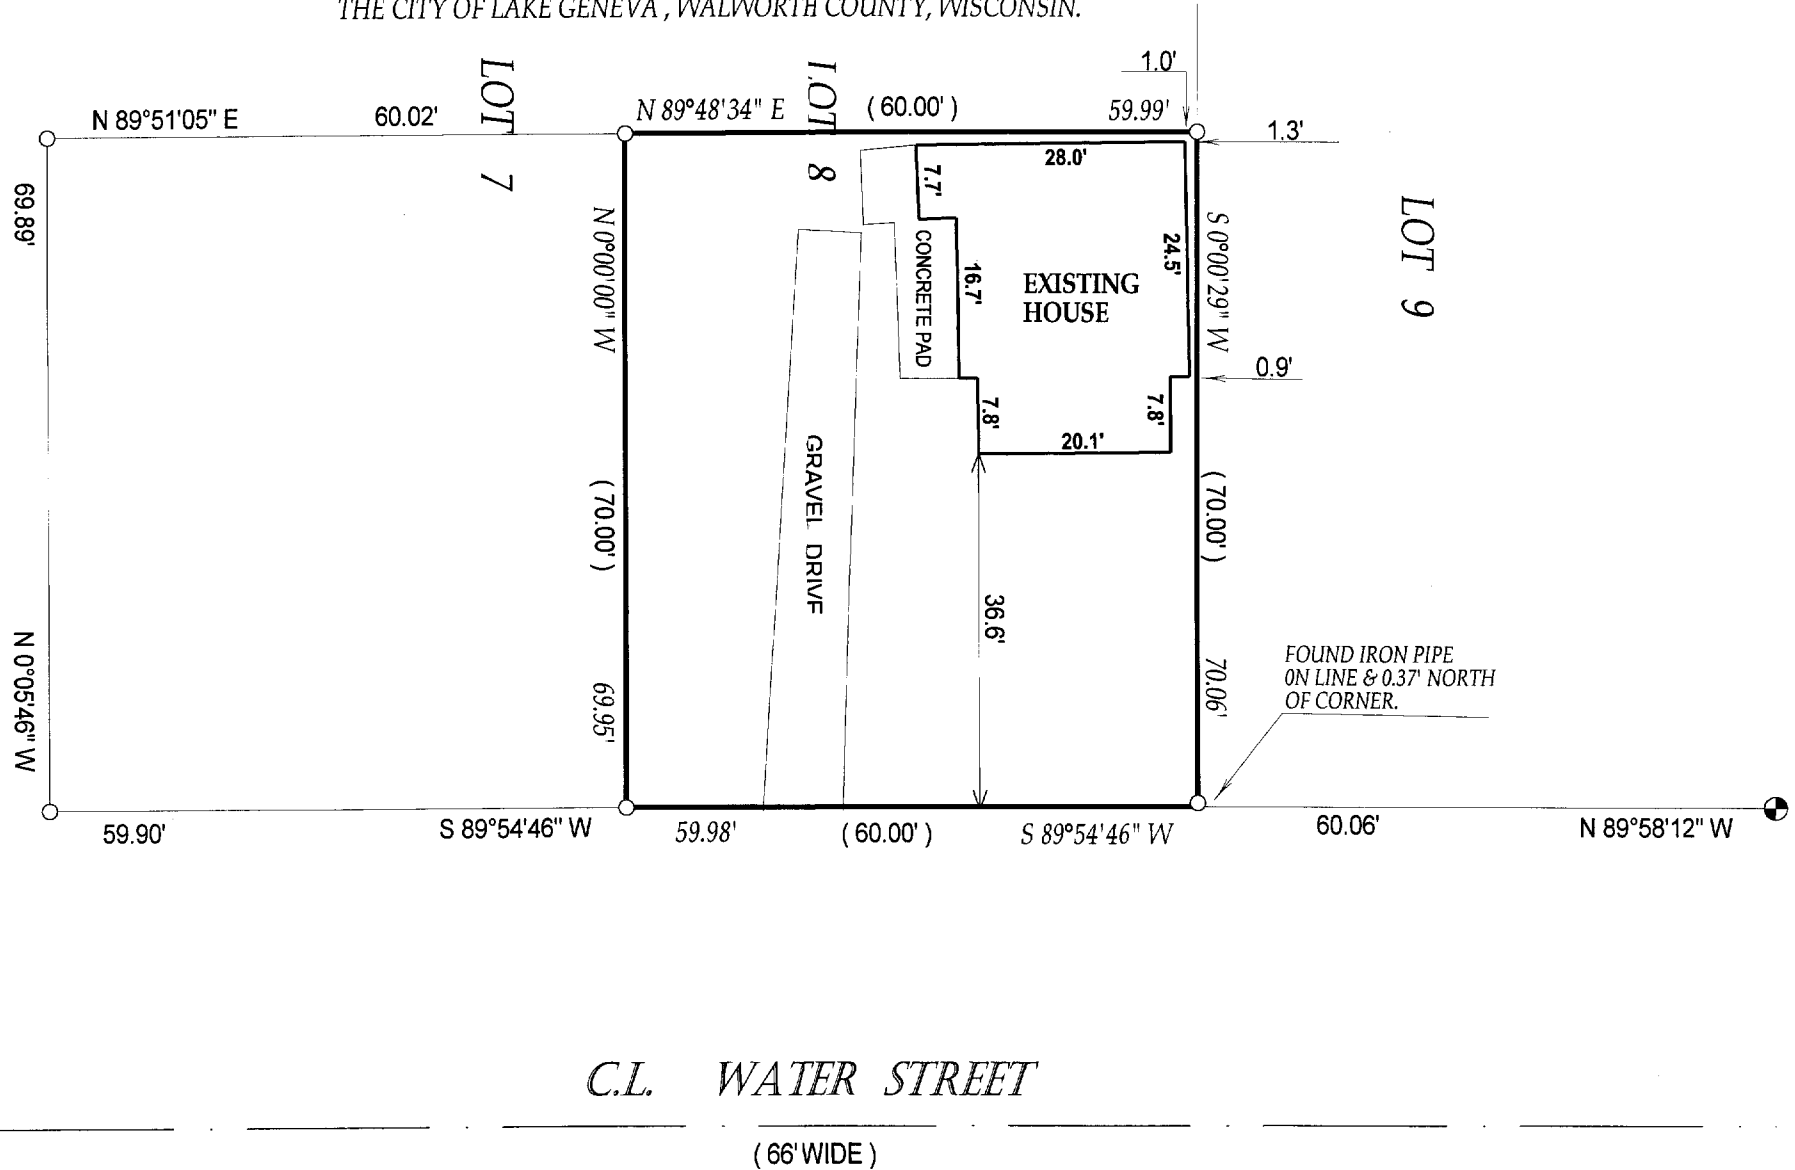 THE CITY OF LAKE GENEVA , WALWORTH COUNTY, WISCONSIN.
1.0'
N 89°51'05" E
60.02'
LOT 7
N 89°48'34" E
LOT 8
( 60.00' )
59.99'
1.3'
28.0'
7.7'
69.89'
N 0°00'00" W
CONCRETE PAD
16.7'
EXISTING
HOUSE
24.5'
S 0°00'29" W
LOT 9
0.9'
7.8'
7.8'
20.1'
GRAVEL DRIVE
( 70.00' )
( 70.00' )
36.6'
N 0°05'46" W
69.95'
70.06'
FOUND IRON PIPE
0N LINE & 0.37' NORTH
OF CORNER.
59.90'
S 89°54'46" W
59.98'
( 60.00' )
S 89°54'46" W
60.06'
N 89°58'12" W
C.L. WATER STREET
( 66' WIDE )